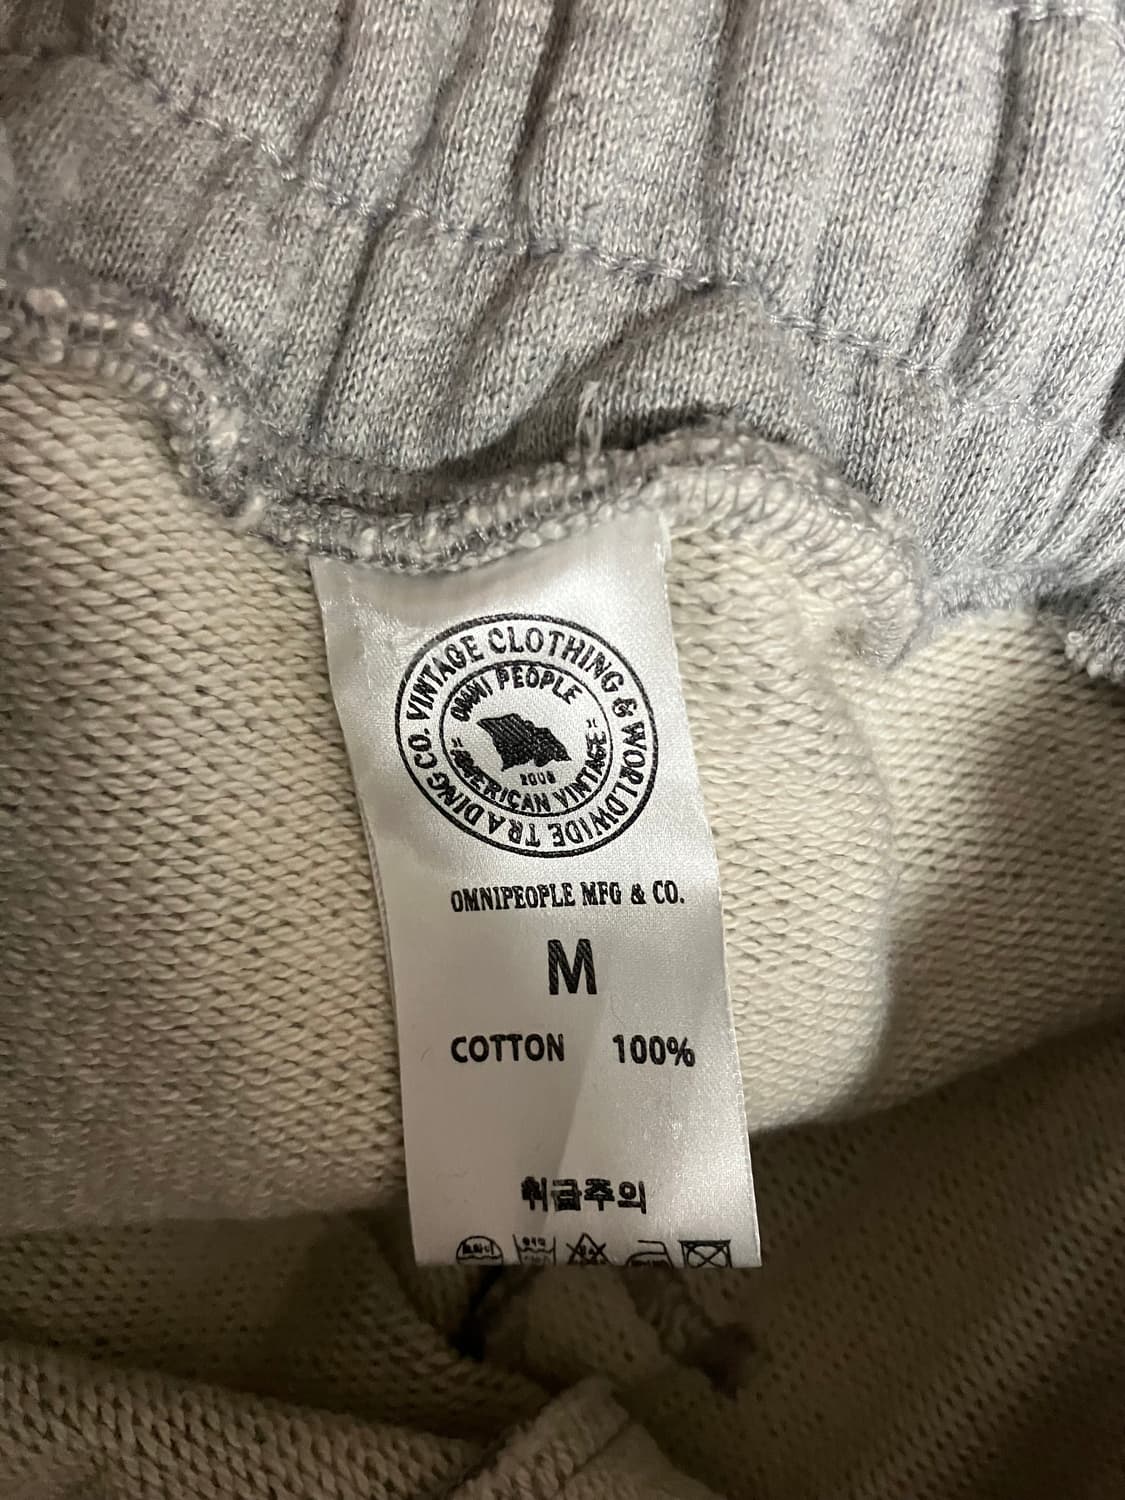 VINTAGE CLOTHING & WORLDWIDE TRADING CO.
OMNI PEOPLE
2008
AMERICAN VINTAGE
OMNIPEOPLE MFG & CO.
M
COTTON 100%
취급주의